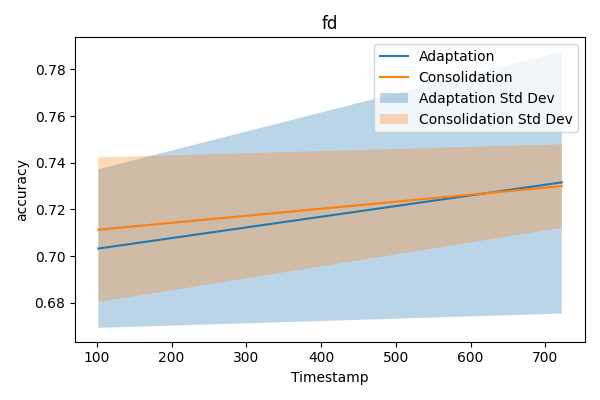 fd
accuracy
0.78
0.76
0.74
0.72
0.70
0.68
Adaptation
Consolidation
Adaptation Std Dev
Consolidation Std Dev
100 200 300 400 500 600 700
Timestamp